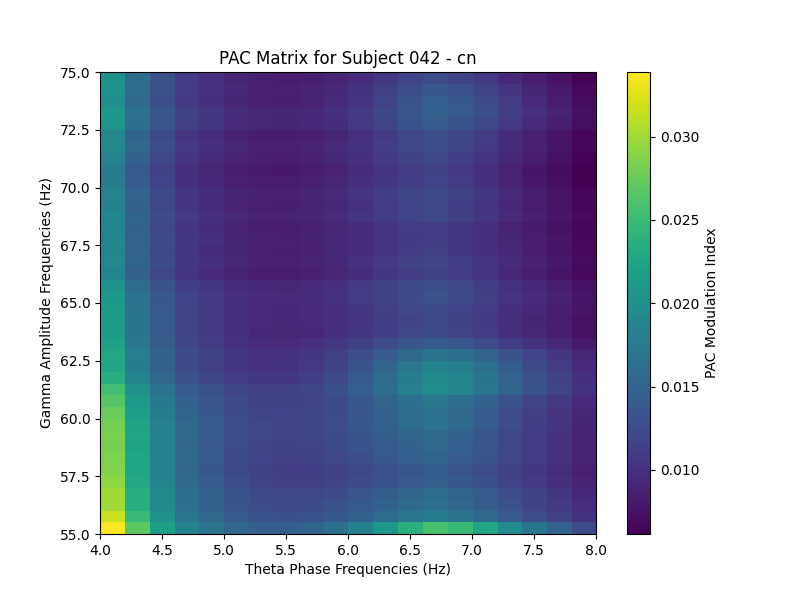 PAC Matrix for Subject 042 - cn
75.0
72.5
70.0
67.5
65.0
62.5
60.0
57.5
55.0
Gamma Amplitude Frequencies (Hz)
4.0 4.5 5.0 5.5 6.0 6.5 7.0 7.5 8.0
Theta Phase Frequencies (Hz)
0.030
0.025
0.020
0.015
0.010
PAC Modulation Index